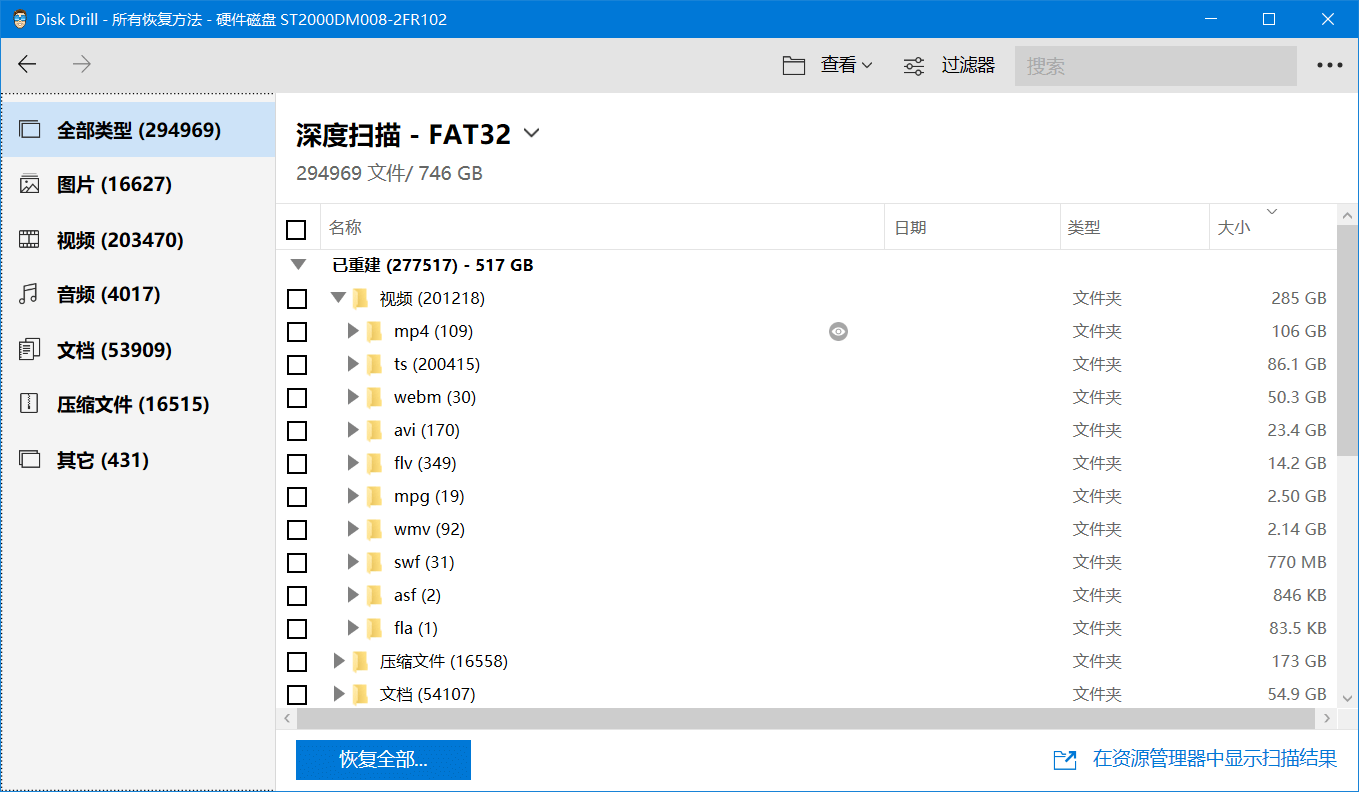 Disk Drill - 所有恢复方法 - 硬件磁盘 ST2000DM008-2FR102
查看 过滤器 搜索
全部类型 (294969)
图片 (16627)
视频 (203470)
音频 (4017)
文档 (53909)
压缩文件 (16515)
其它 (431)
深度扫描 - FAT32
294969 文件/ 746 GB
名称 日期 类型 大小
已重建 (277517) - 517 GB
视频 (201218) 文件夹 285 GB
mp4 (109) 文件夹 106 GB
ts (200415) 文件夹 86.1 GB
webm (30) 文件夹 50.3 GB
avi (170) 文件夹 23.4 GB
flv (349) 文件夹 14.2 GB
mpg (19) 文件夹 2.50 GB
wmv (92) 文件夹 2.14 GB
swf (31) 文件夹 770 MB
asf (2) 文件夹 846 KB
fla (1) 文件夹 83.5 KB
压缩文件 (16558) 文件夹 173 GB
文档 (54107) 文件夹 54.9 GB
恢复全部... 在资源管理器中显示扫描结果